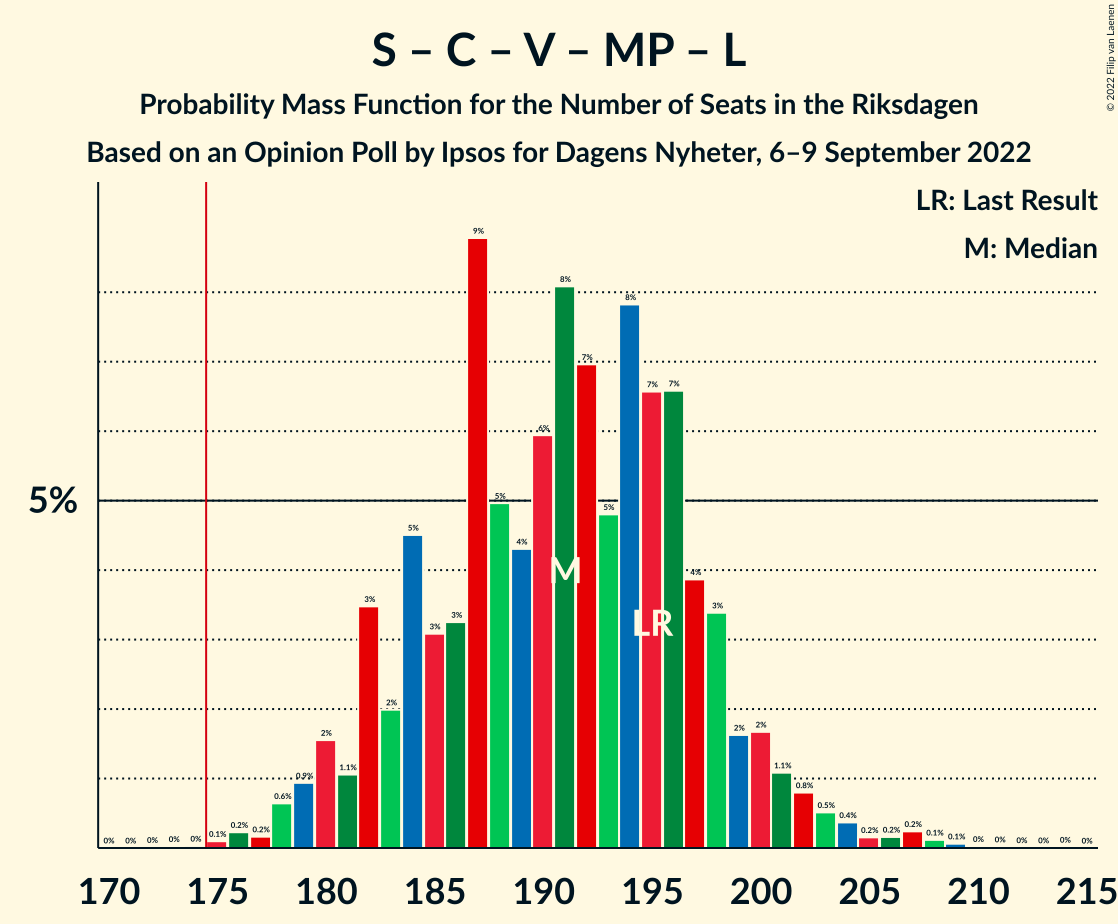 S – C – V – MP – L
Probability Mass Function for the Number of Seats in the Riksdagen
Based on an Opinion Poll by Ipsos for Dagens Nyheter, 6–9 September 2022
© 2022 Filip van Laenen
LR: Last Result
M: Median
5%
0% 0% 0% 0% 0% 0.1% 0.2% 0.2% 0.6% 0.9% 2% 1.1% 3% 2% 5% 3% 3% 9% 5% 4% 6% 8% 7% 5% 8% 7% 7% 4% 3% 2% 2% 1.1% 0.8% 0.5% 0.4% 0.2% 0.2% 0.2% 0.1% 0.1% 0% 0% 0% 0% 0% 0%
M
LR
170 175 180 185 190 195 200 205 210 215